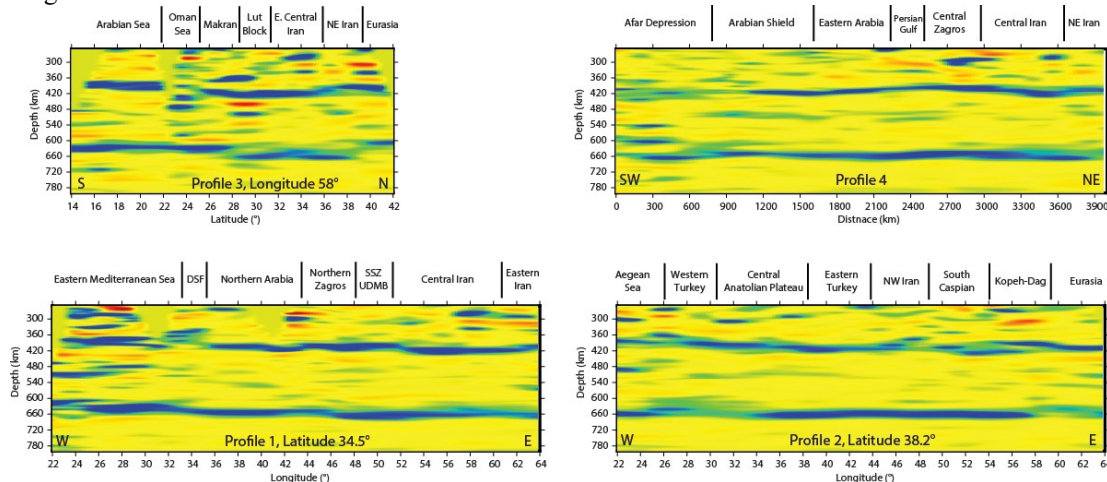 Arabian Sea Oman Sea Makran Lut Block E. Central Iran NE Iran Eurasia
300
360
420
480
540
600
660
720
780
Depth (km)
S Profile 3, Longitude 58° N
14 16 18 20 22 24 26 28 30 32 34 36 38 40 42
Latitude (°)
Afar Depression Arabian Shield Eastern Arabia Persian Gulf Central Zagros Central Iran NE Iran
300
360
420
480
540
600
660
720
780
Depth (km)
SW Profile 4 NE
0 300 600 900 1200 1500 1800 2100 2400 2700 3000 3300 3600 3900
Distnace (km)
Eastern Mediterranean Sea DSF Northern Arabia Northern Zagros SSZ UDMB Central Iran Eastern Iran
300
360
420
480
540
600
660
720
780
Depth (km)
W Profile 1, Latitude 34.5° E
22 24 26 28 30 32 34 36 38 40 42 44 46 48 50 52 54 56 58 60 62 64
Longitude (°)
Aegean Sea Western Turkey Central Anatolian Plateau Eastern Turkey NW Iran South Caspian Kopeh-Dag Eurasia
300
360
420
480
540
600
660
720
780
Depth (km)
W Profile 2, Latitude 38.2° E
22 24 26 28 30 32 34 36 38 40 42 44 46 48 50 52 54 56 58 60 62
Longitude (°)